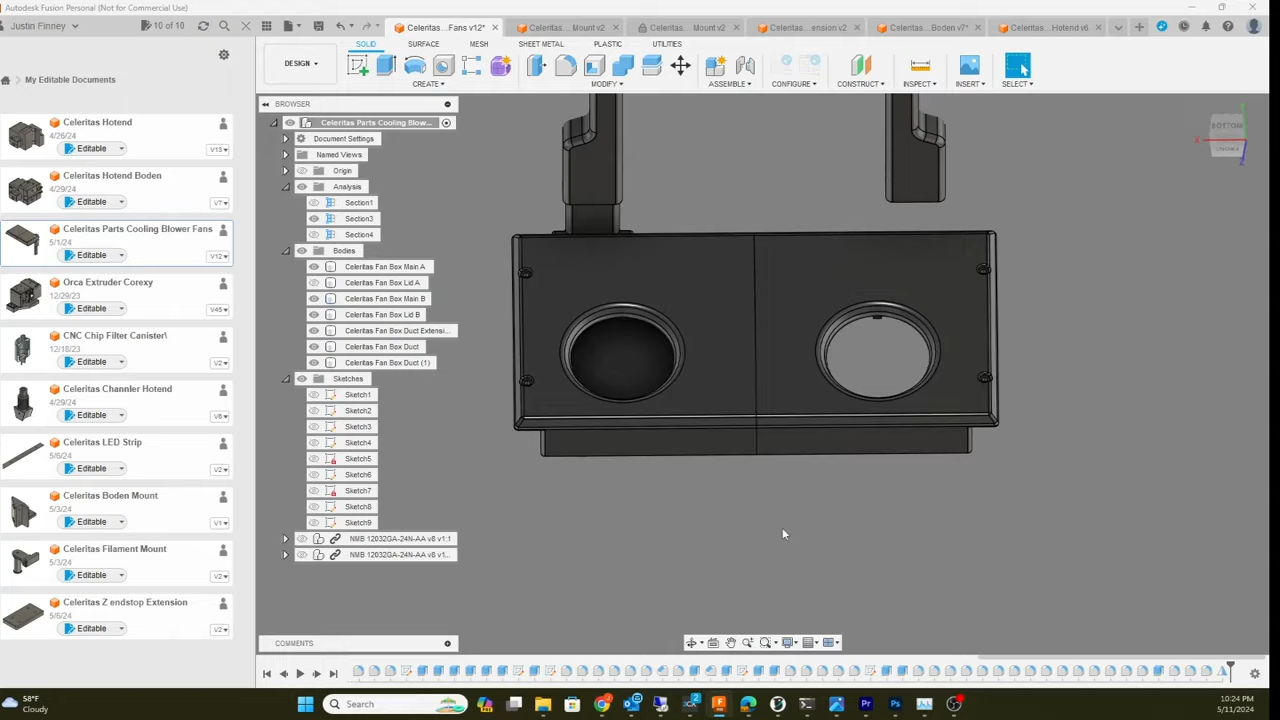 Autodesk Fusion Personal (Not for Commercial Use)
Justin Finney
10 of 10
Celeritas...Fans v12*
Celeritas ... Mount v2
Celeritas... Mount v2
Celeritas...ension v2
Celeritas...Boden v7*
Celeritas...Hotend v6
DESIGN
SOLID
SURFACE
MESH
SHEET METAL
PLASTIC
UTILITIES
CREATE
MODIFY
ASSEMBLE
CONFIGURE
CONSTRUCT
INSPECT
INSERT
SELECT
My Editable Documents
Celeritas Hotend
4/26/24
Editable
V13
Celeritas Hotend Boden
4/29/24
Editable
V7
Celeritas Parts Cooling Blower Fans
5/1/24
Editable
V12
Orca Extruder Corexy
12/29/23
Editable
V45
CNC Chip Filter Canister\
12/18/23
Editable
V2
Celeritas Channler Hotend
4/29/24
Editable
V6
Celeritas LED Strip
5/6/24
Editable
V2
Celeritas Boden Mount
5/3/24
Editable
V1
Celeritas Filament Mount
5/3/24
Editable
V2
Celeritas Z endstop Extension
5/6/24
Editable
V2
BROWSER
Celeritas Parts Cooling Blow...
Document Settings
Named Views
Origin
Analysis
Section1
Section3
Section4
Bodies
Celeritas Fan Box Main A
Celeritas Fan Box Lid A
Celeritas Fan Box Main B
Celeritas Fan Box Lid B
Celeritas Fan Box Duct Extensi...
Celeritas Fan Box Duct
Celeritas Fan Box Duct (1)
Sketches
Sketch1
Sketch2
Sketch3
Sketch4
Sketch5
Sketch6
Sketch7
Sketch8
Sketch9
NMB 12032GA-24N-AA v8 v1:1
NMB 12032GA-24N-AA v8 v1...
COMMENTS
BOTTOM
X
Z
58°F
Cloudy
Search
10:24 PM
5/11/2024